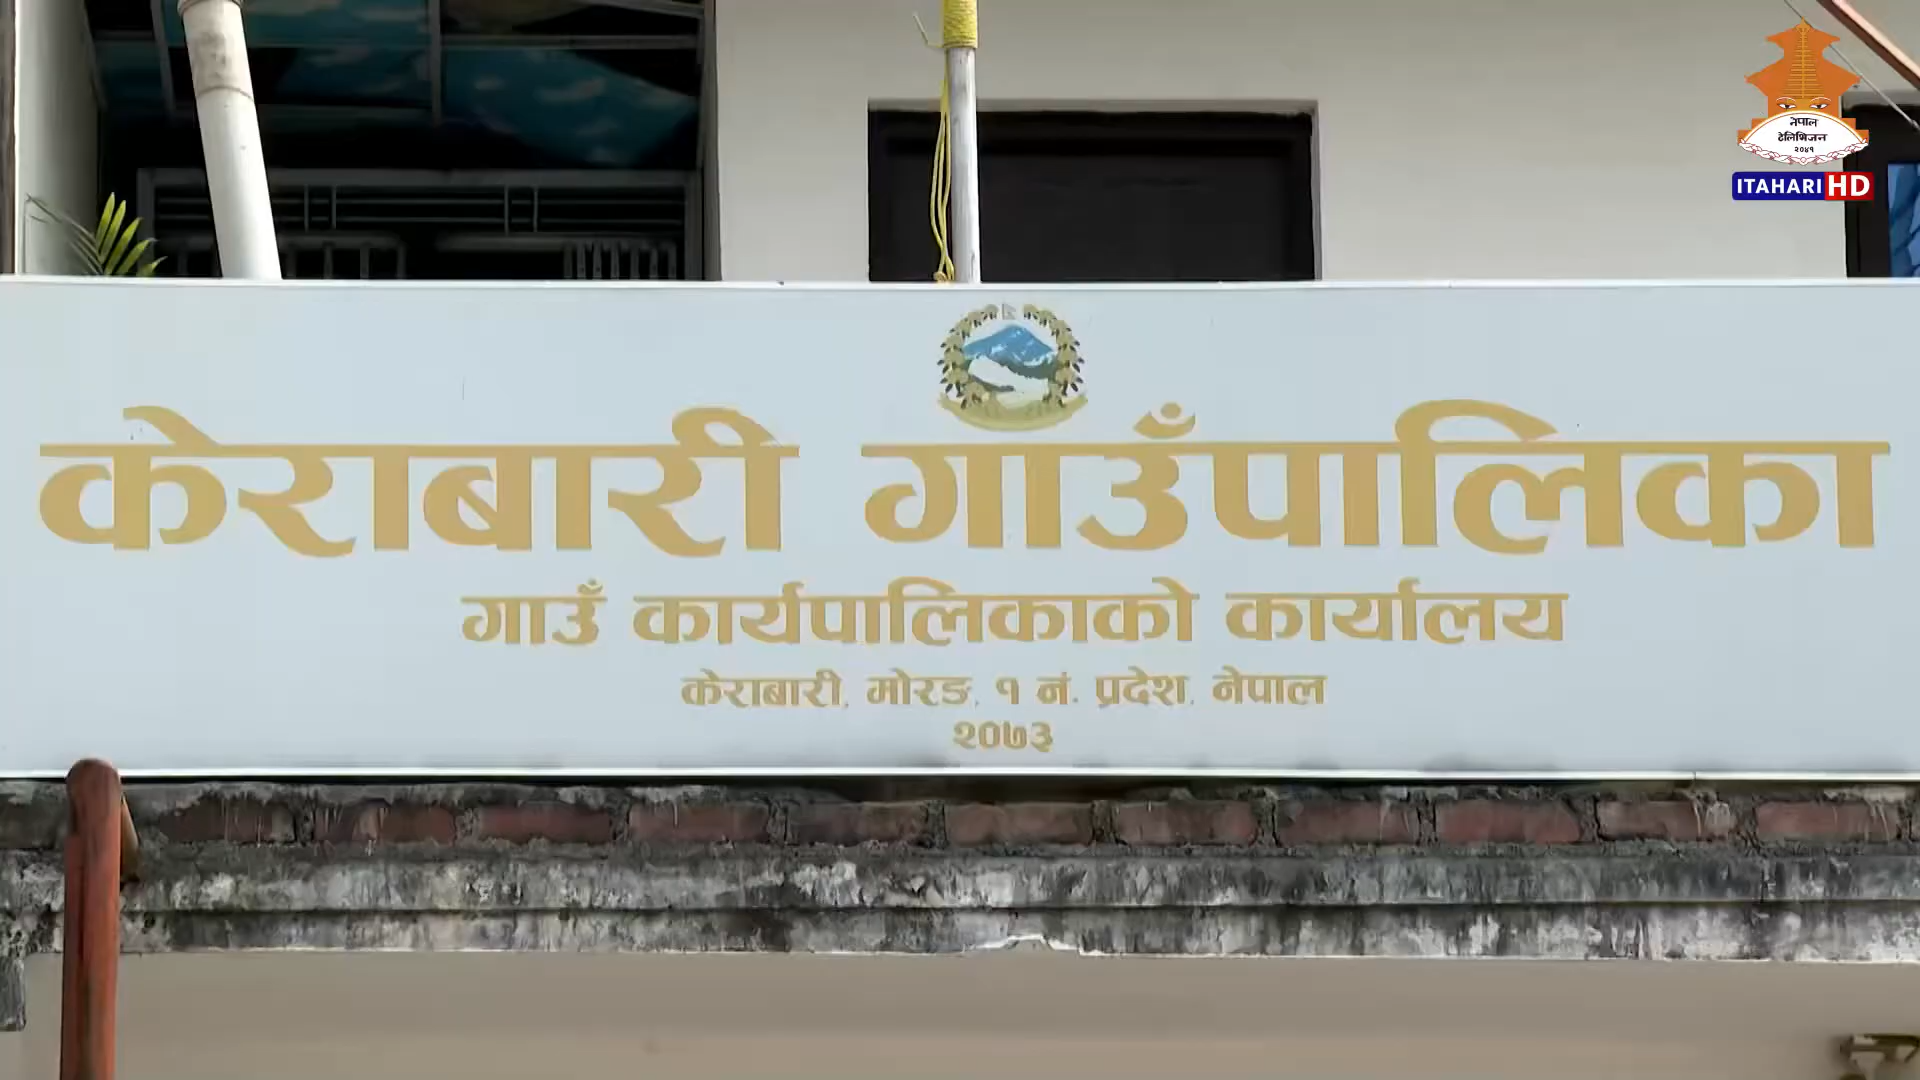 नेपाल
टेलिभिजन
२०४१
ITAHARI HD
केराबारी गाउँपालिका
गाउँ कार्यपालिकाको कार्यालय
केराबारी, मोरङ, १ नं. प्रदेश, नेपाल
२०७३